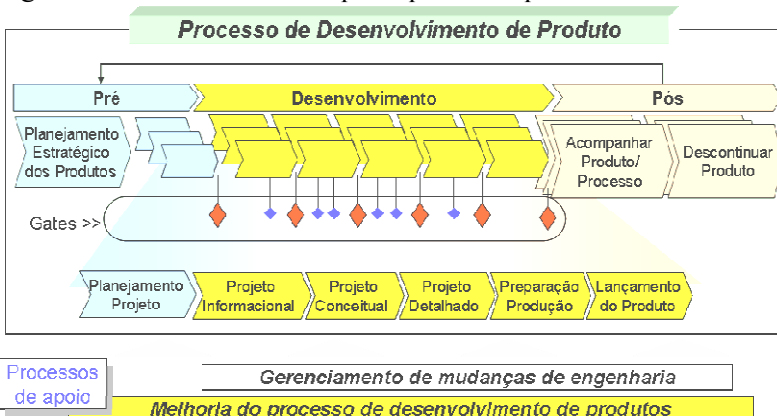 Processo de Desenvolvimento de Produto
Pré
Desenvolvimento
Pós
Planejamento
Estratégico
dos Produtos
Acompanhar
Produto/
Processo
Descontinuar
Produto
Gates >>
Planejamento
Projeto
Projeto
Informacional
Projeto
Conceitual
Projeto
Detalhado
Preparação
Produção
Lançamento
do Produto
Processos
de apoio
Gerenciamento de mudanças de engenharia
Melhoria do processo de desenvolvimento de produtos